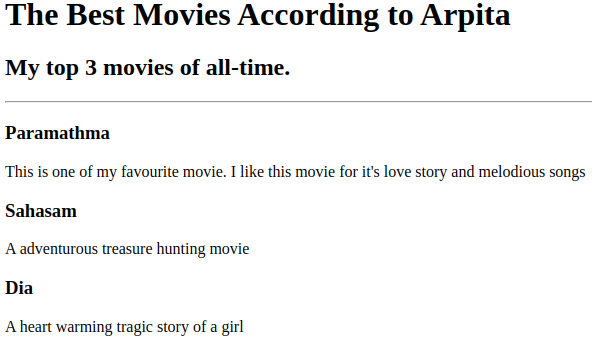 The Best Movies According to Arpita
My top 3 movies of all-time.
Paramathma
This is one of my favourite movie. I like this movie for it's love story and melodious songs
Sahasam
A adventurous treasure hunting movie
Dia
A heart warming tragic story of a girl